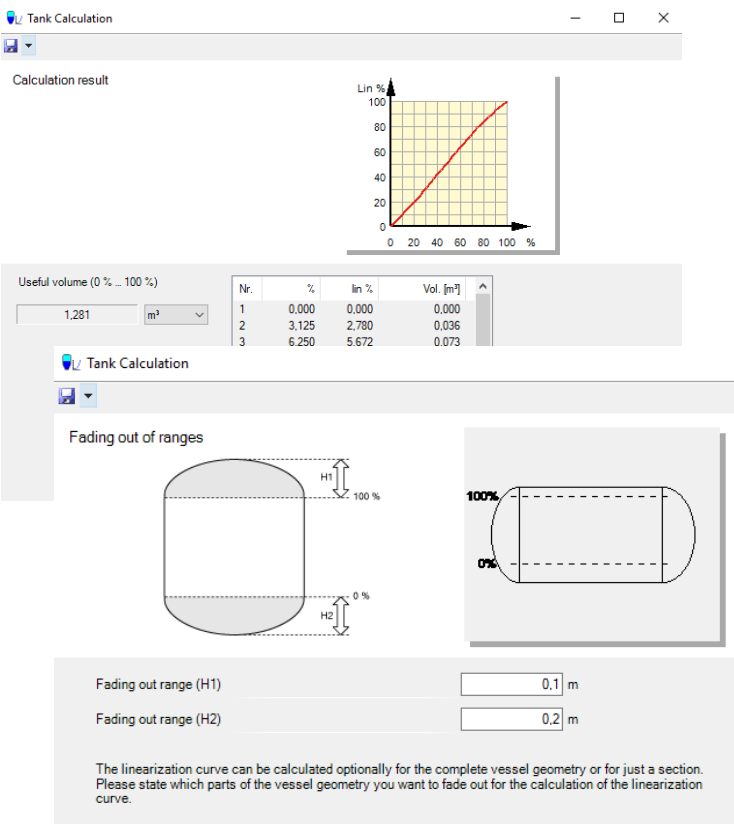 Tank Calculation
Calculation result
Lin %
100
80
60
40
20
0
0 20 40 60 80 100 %
Useful volume (0 % ... 100 %)
1,281 m³
Nr. % lin % Vol. [m³]
1 0,000 0,000 0,000
2 3,125 2,780 0,036
3 6,250 5,672 0,073
Tank Calculation
Fading out of ranges
H1
100 %
0 %
H2
100%
0%
Fading out range (H1) 0,1 m
Fading out range (H2) 0,2 m
The linearization curve can be calculated optionally for the complete vessel geometry or for just a section.
Please state which parts of the vessel geometry you want to fade out for the calculation of the linearization
curve.